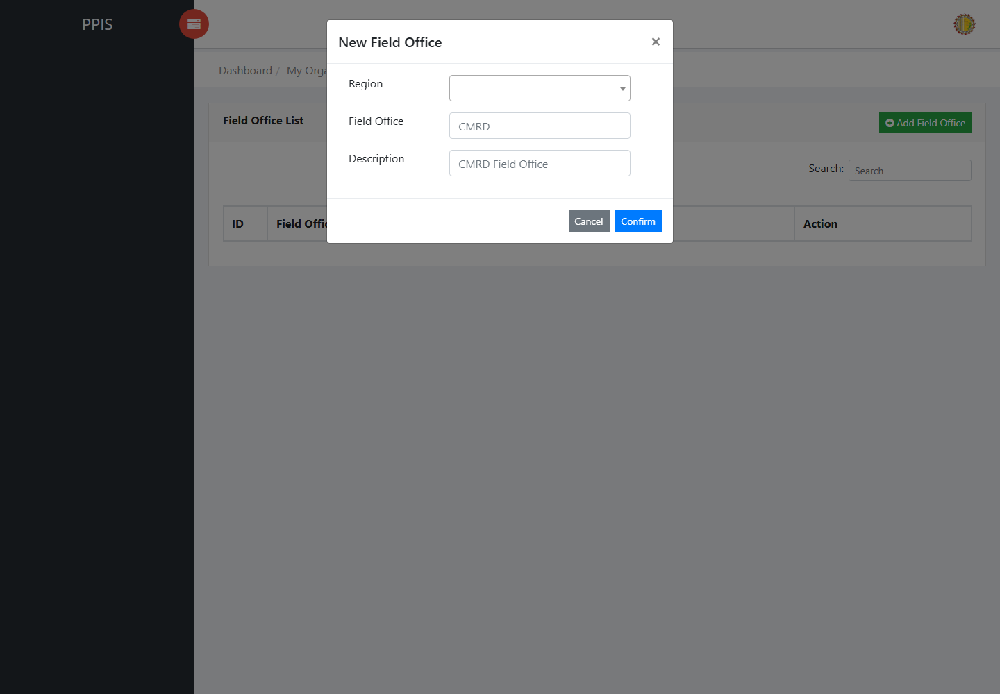 PPIS
New Field Office ×
Dashboard / My Orga
Region
Field Office CMRD
Description CMRD Field Office
Cancel Confirm
Field Office List
Add Field Office
Search: Search
ID Field Offic Action